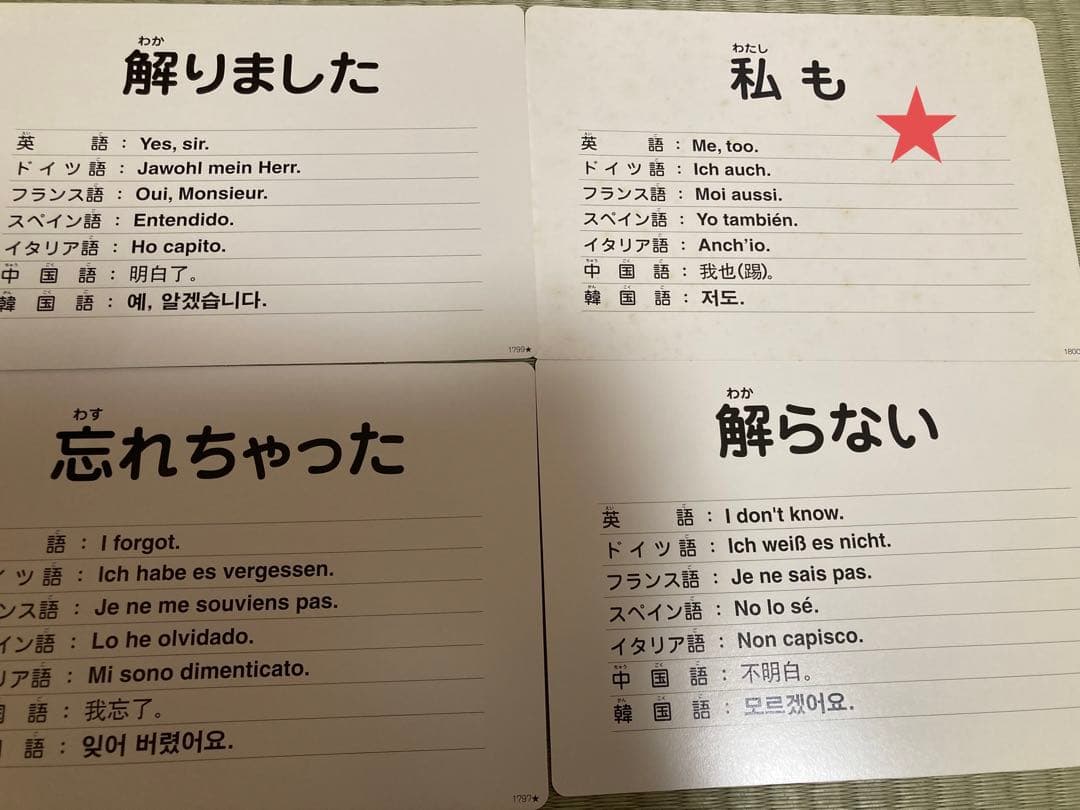 わか
解りました
英語：Yes, sir.
ドイツ語：Jawohl mein Herr.
フランス語：Oui, Monsieur.
スペイン語：Entendido.
イタリア語：Ho capito.
中国語：明白了。
韓国語：예, 알겠습니다.
1799★
わたし
私も
英語：Me, too.
ドイツ語：Ich auch.
フランス語：Moi aussi.
スペイン語：Yo también.
イタリア語：Anch'io.
中国語：我也(踢)。
韓国語：저도.
1800
わす
忘れちゃった
語：I forgot.
ツ語：Ich habe es vergessen.
ンス語：Je ne me souviens pas.
イン語：Lo he olvidado.
リア語：Mi sono dimenticato.
国語：我忘了。
語：잊어 버렸어요.
1797★
わか
解らない
英語：I don't know.
ドイツ語：Ich weiß es nicht.
フランス語：Je ne sais pas.
スペイン語：No lo sé.
イタリア語：Non capisco.
中国語：不明白。
韓国語：모르겠어요.